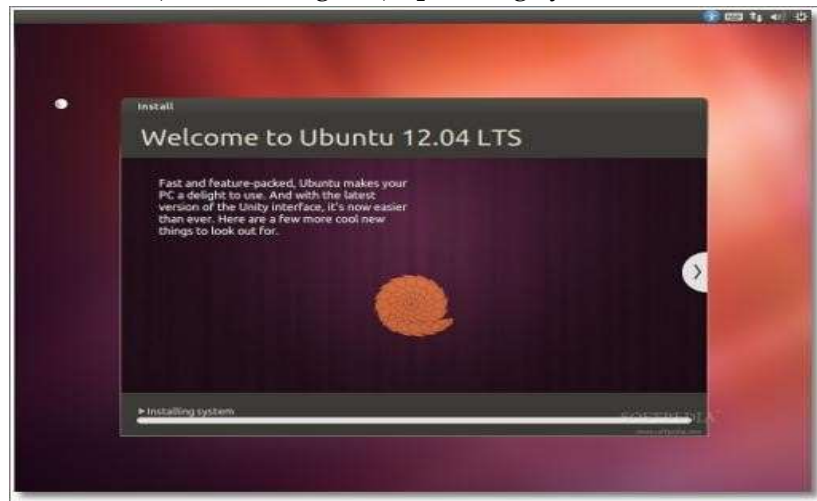 Install
Welcome to Ubuntu 12.04 LTS
Fast and feature-packed, Ubuntu makes your
PC a delight to use. And with the latest
version of the Unity interface, it's now easier
than ever. Here are a few more cool new
things to look out for.
Installing system
SOFTPEDIA